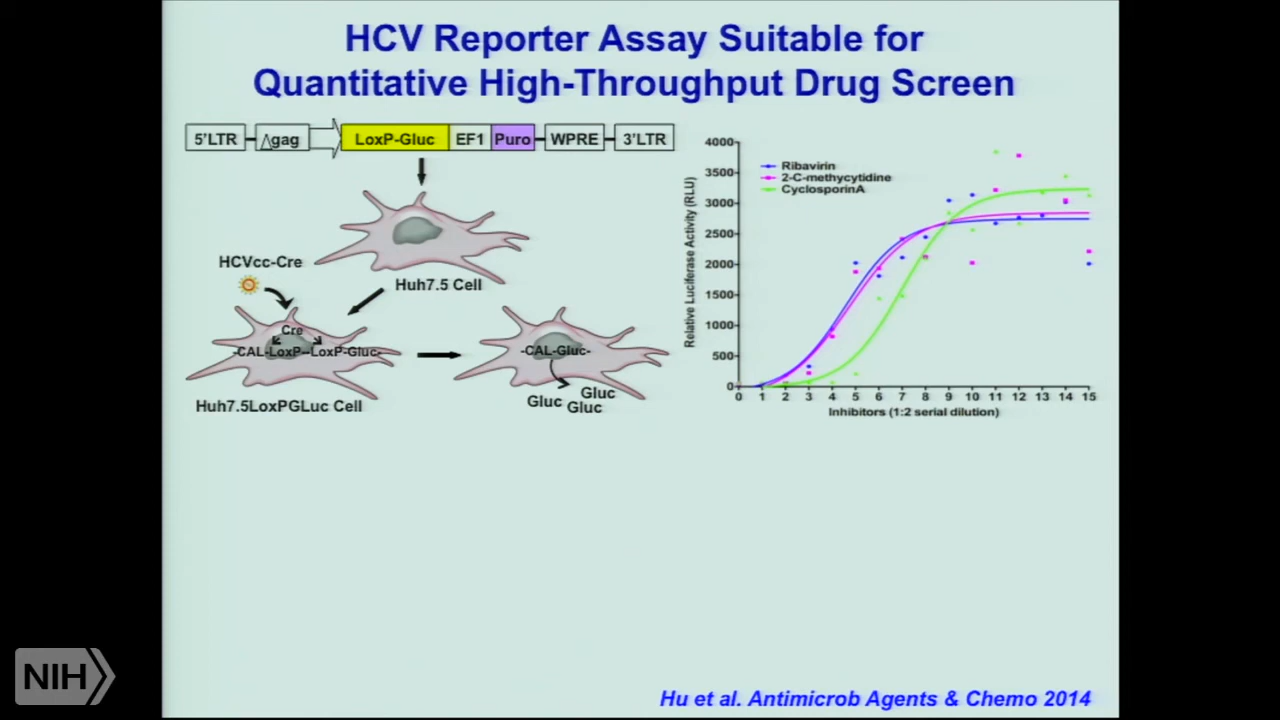 HCV Reporter Assay Suitable for
Quantitative High-Throughput Drug Screen
5'LTR Δgag LoxP-Gluc EF1 Puro WPRE 3'LTR
HCVcc-Cre
Huh7.5 Cell
Cre
-CAL-LoxP--LoxP-Gluc-
Huh7.5LoxPGLuc Cell
-CAL-Gluc-
Gluc
Gluc
Gluc
Relative Luciferase Activity (RLU)
4000
3500
3000
2500
2000
1500
1000
500
0
Ribavirin
2-C-methycytidine
CyclosporinA
0 1 2 3 4 5 6 7 8 9 10 11 12 13 14 15
Inhibitors (1:2 serial dilution)
NIH
Hu et al. Antimicrob Agents & Chemo 2014